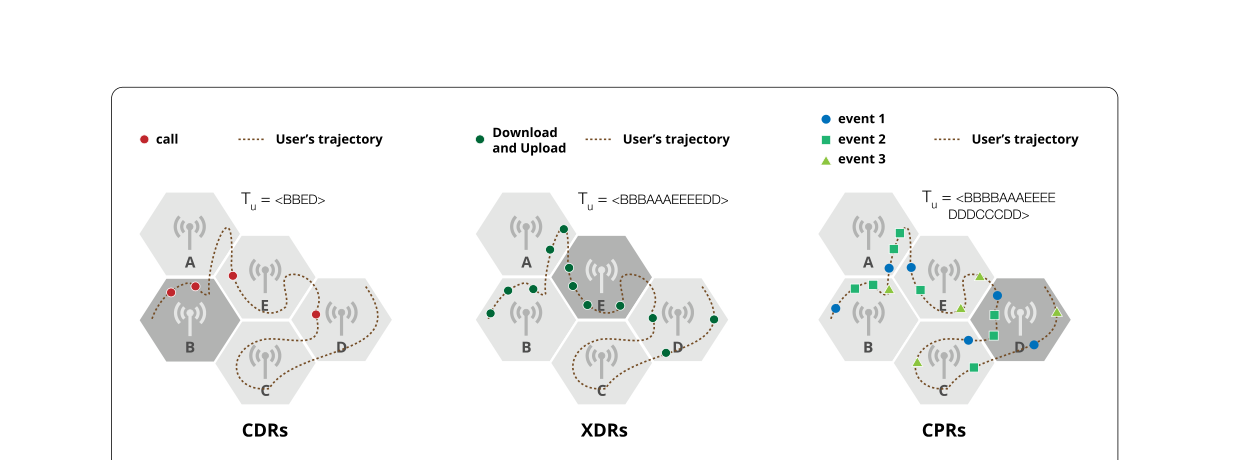 call
User's trajectory
Download
and Upload
User's trajectory
event 1
event 2
event 3
User's trajectory
Tu = <BBED>
A
B
E
D
C
CDRs
Tu = <BBBAAAEEEEDD>
A
B
E
D
C
XDRs
Tu = <BBBBAAAEEEE
DDDCCCDD>
A
B
E
D
C
CPRs